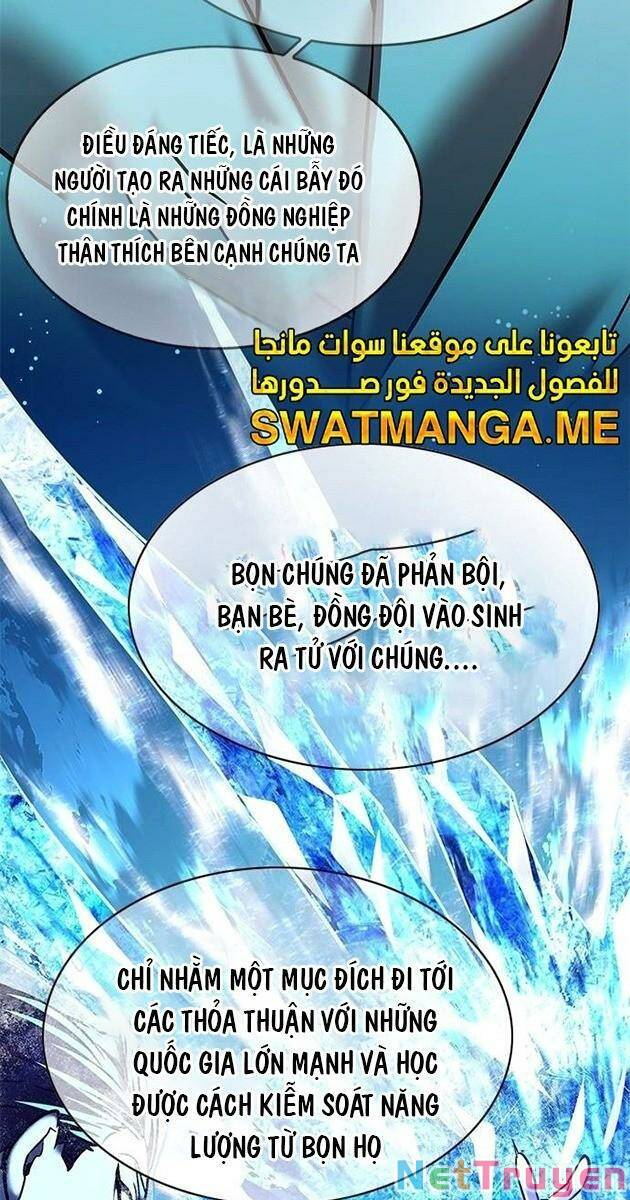 ĐIỀU ĐÁNG TIẾC, LÀ NHỮNG
NGƯỜI TẠO RA NHỮNG CÁI BẪY ĐÓ
CHÍNH LÀ NHỮNG ĐỒNG NGHIỆP
THÂN THÍCH BÊN CẠNH CHÚNG TA
تابعونا على موقعنا سوات مانجا
للفصول الجديدة فور صـــدورها
SWATMANGA.ME
BỌN CHÚNG ĐÃ PHẢN BỘI,
BẠN BÈ, ĐỒNG ĐỘI VÀO SINH
RA TỬ VỚI CHÚNG....
CHỈ NHẰM MỘT MỤC ĐÍCH ĐI TỚI
CÁC THỎA THUẬN VỚI NHỮNG
QUỐC GIA LỚN MẠNH VÀ HỌC
ĐƯỢC CÁCH KIỂM SOÁT NĂNG
LƯỢNG TỪ BỌN HỌ
NetTruyen